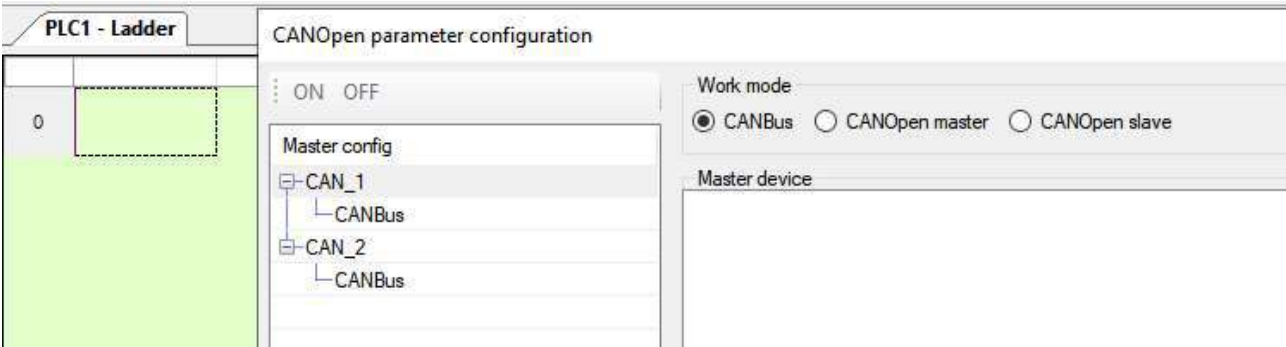 PLC1 - Ladder
0
CANOpen parameter configuration
ON OFF
Master config
CAN_1
CANBus
CAN_2
CANBus
Work mode
CANBus CANOpen master CANOpen slave
Master device